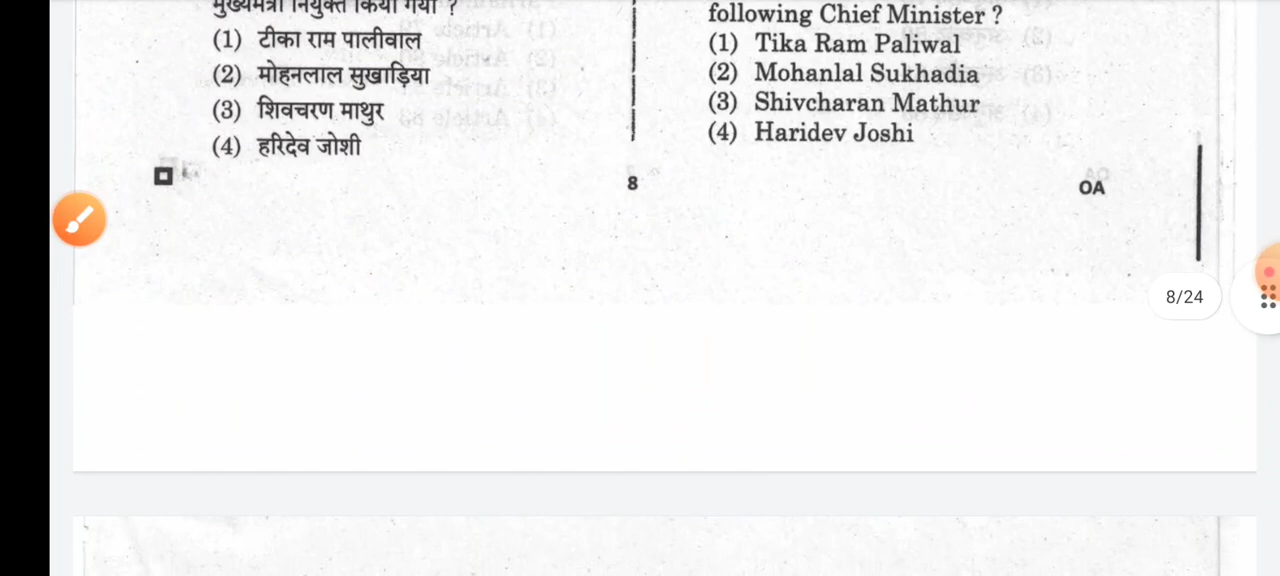 मुख्यमंत्री नियुक्त किया गया ?
(1) टीका राम पालीवाल
(2) मोहनलाल सुखाड़िया
(3) शिवचरण माथुर
(4) हरिदेव जोशी
following Chief Minister ?
(1) Tika Ram Paliwal
(2) Mohanlal Sukhadia
(3) Shivcharan Mathur
(4) Haridev Joshi
8
OA
8/24